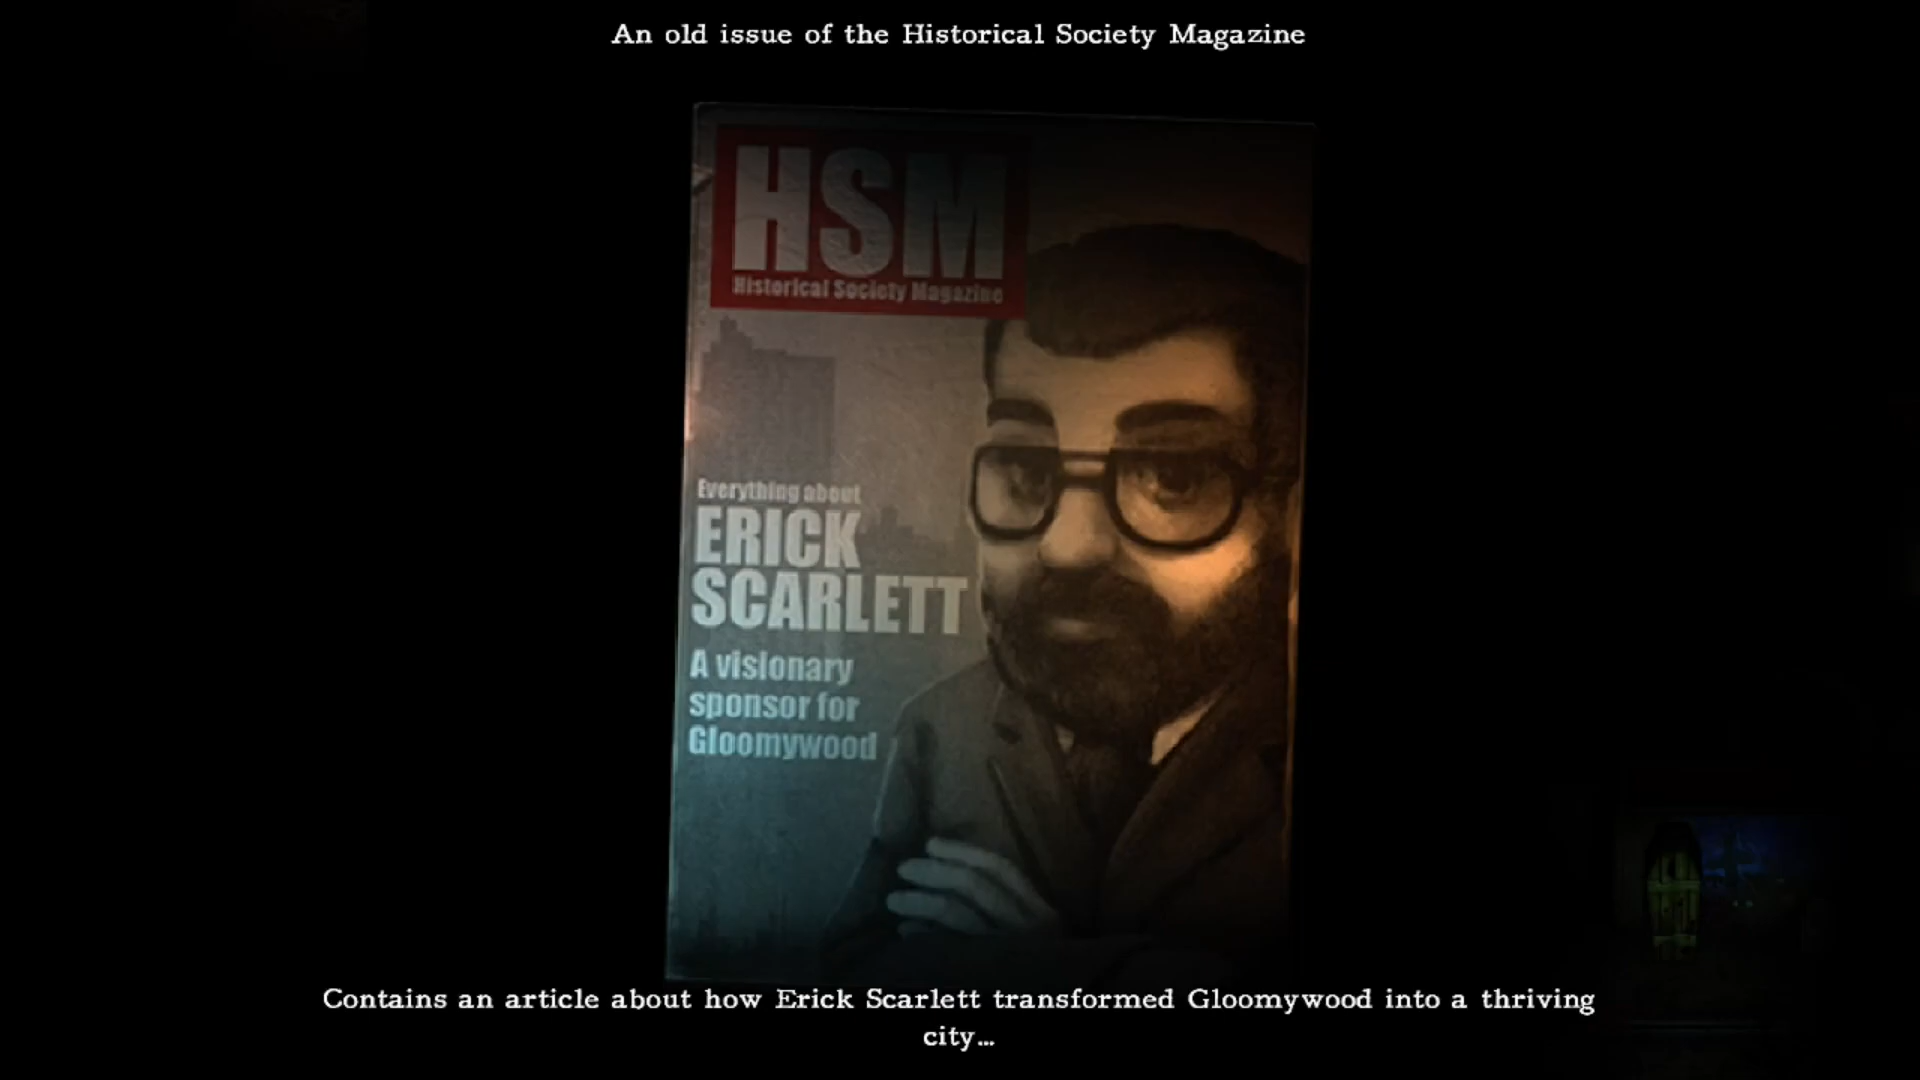 An old issue of the Historical Society Magazine
HSM
Historical Society Magazine
Everything about
ERICK
SCARLETT
A visionary
sponsor for
Gloomywood
Contains an article about how Erick Scarlett transformed Gloomywood into a thriving
city...